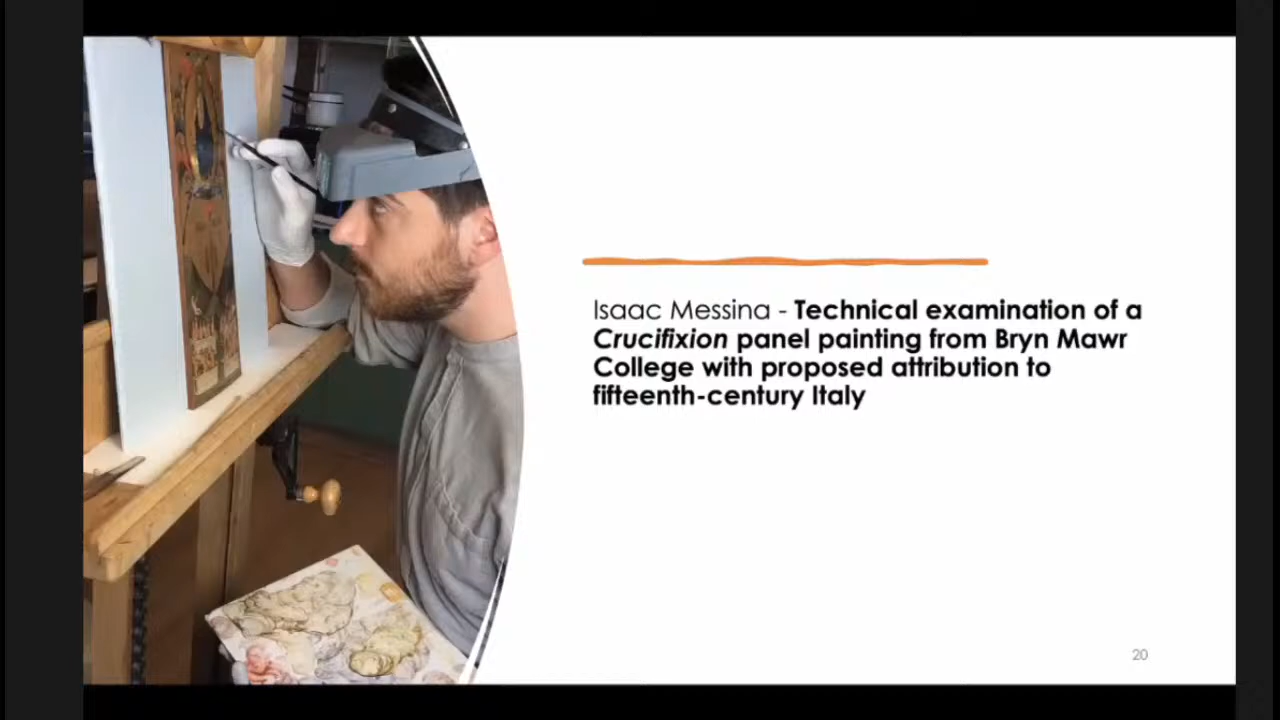 Isaac Messina - Technical examination of a
Crucifixion panel painting from Bryn Mawr
College with proposed attribution to
fifteenth-century Italy
20